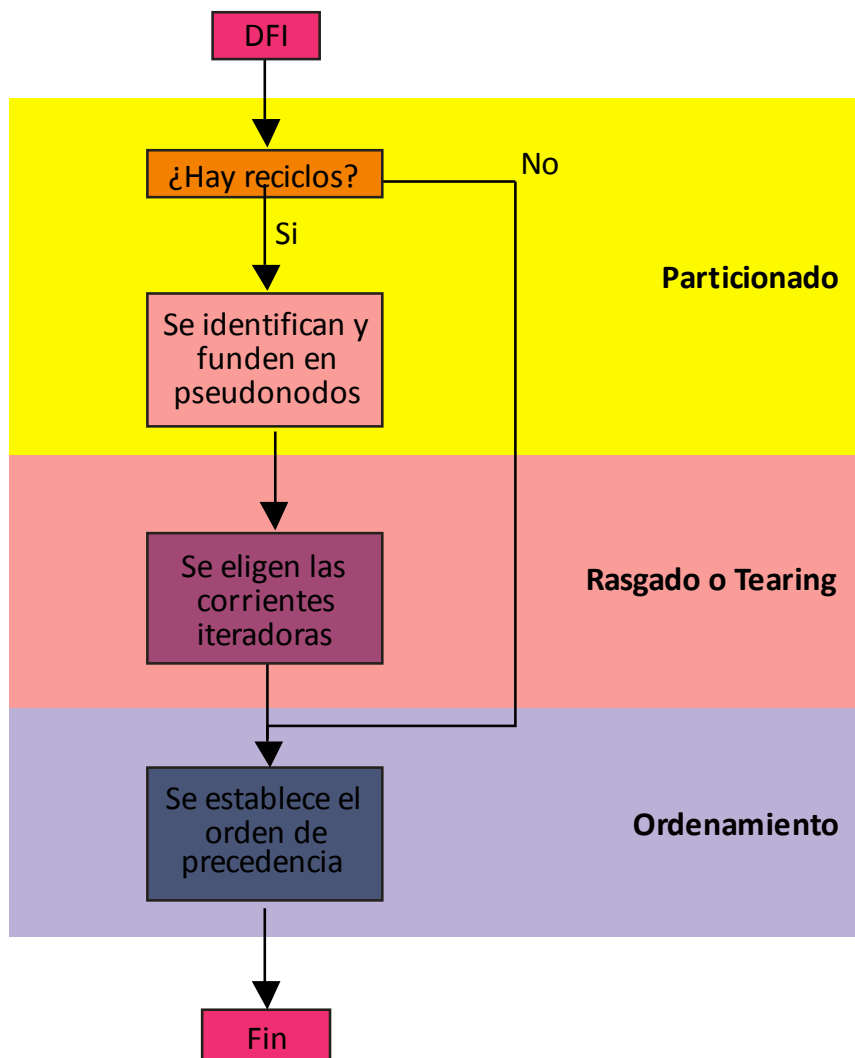 DFI
¿Hay reciclos?
No
Si
Particionado
Se identifican y
funden en
pseudonodos
Se eligen las
corrientes
iteradoras
Rasgado o Tearing
Se establece el
orden de
precedencia
Ordenamiento
Fin